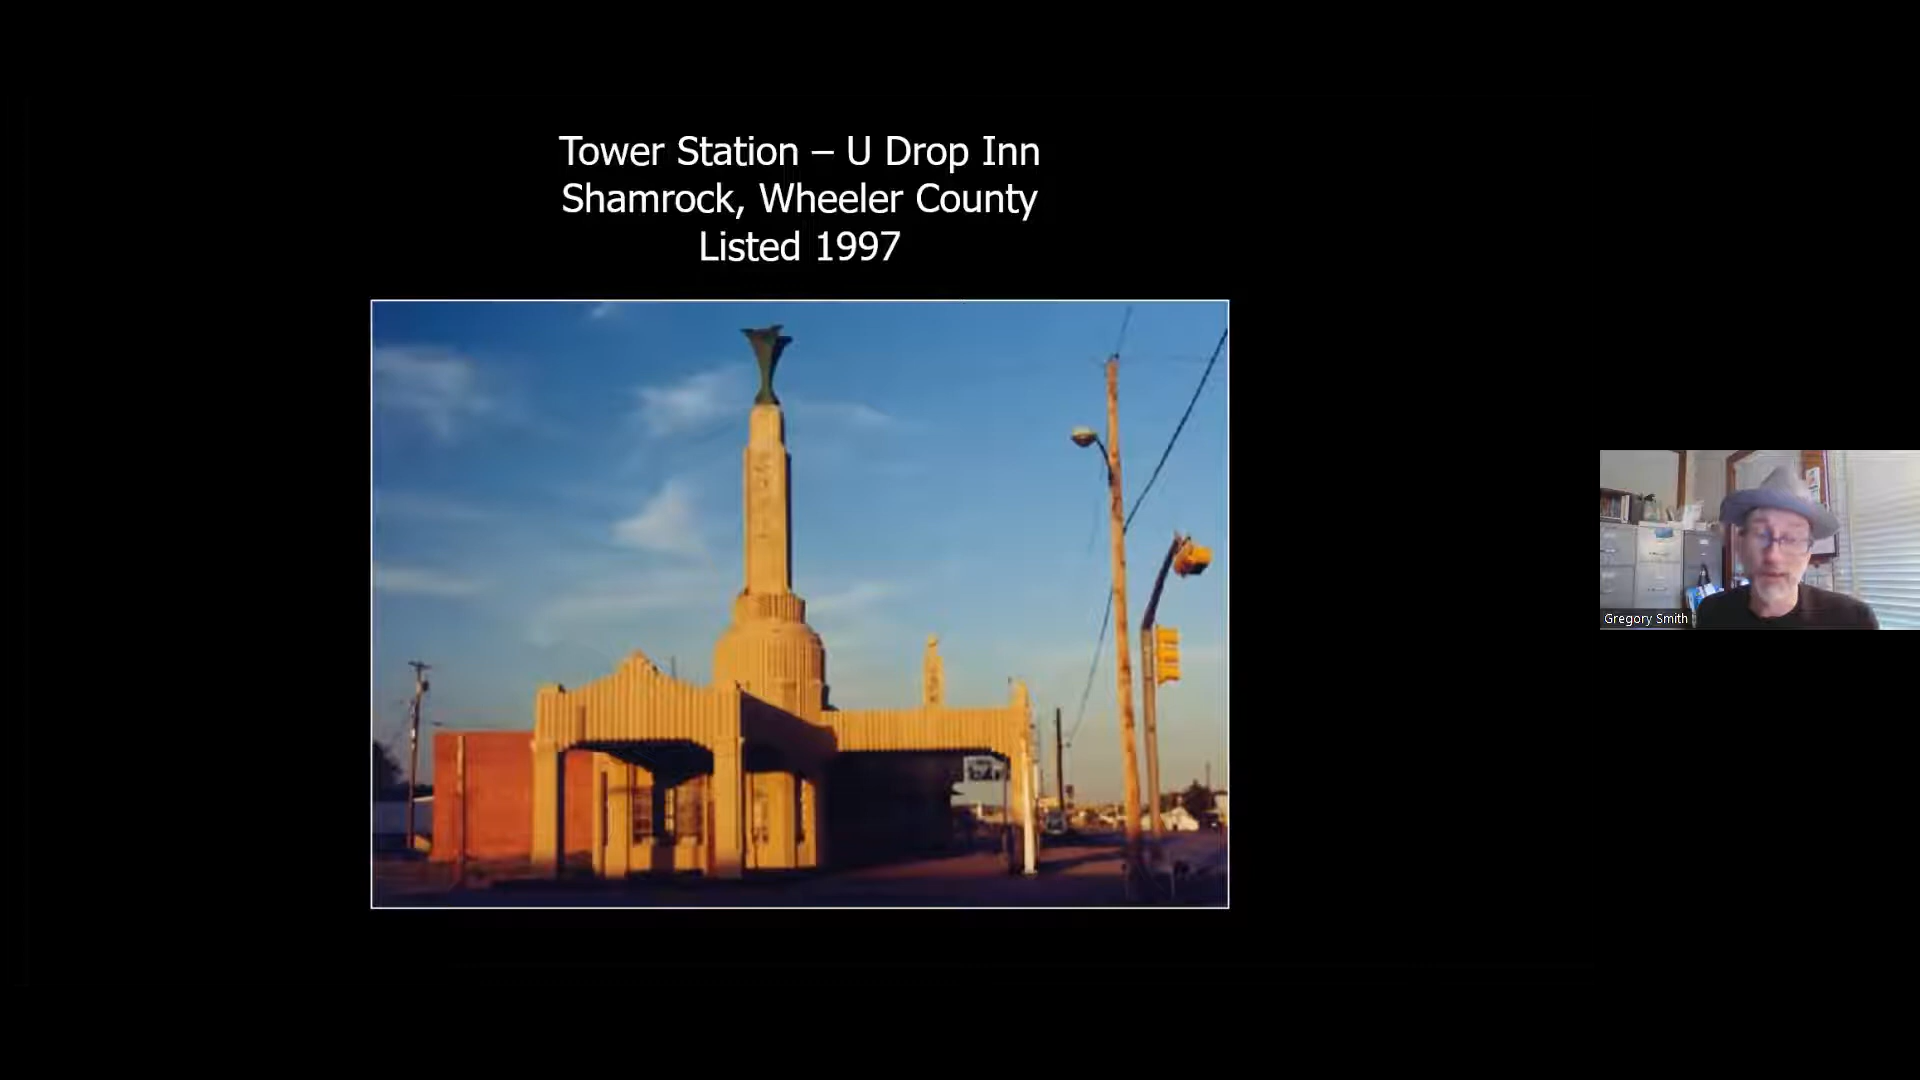 Tower Station – U Drop Inn
Shamrock, Wheeler County
Listed 1997
Gregory Smith